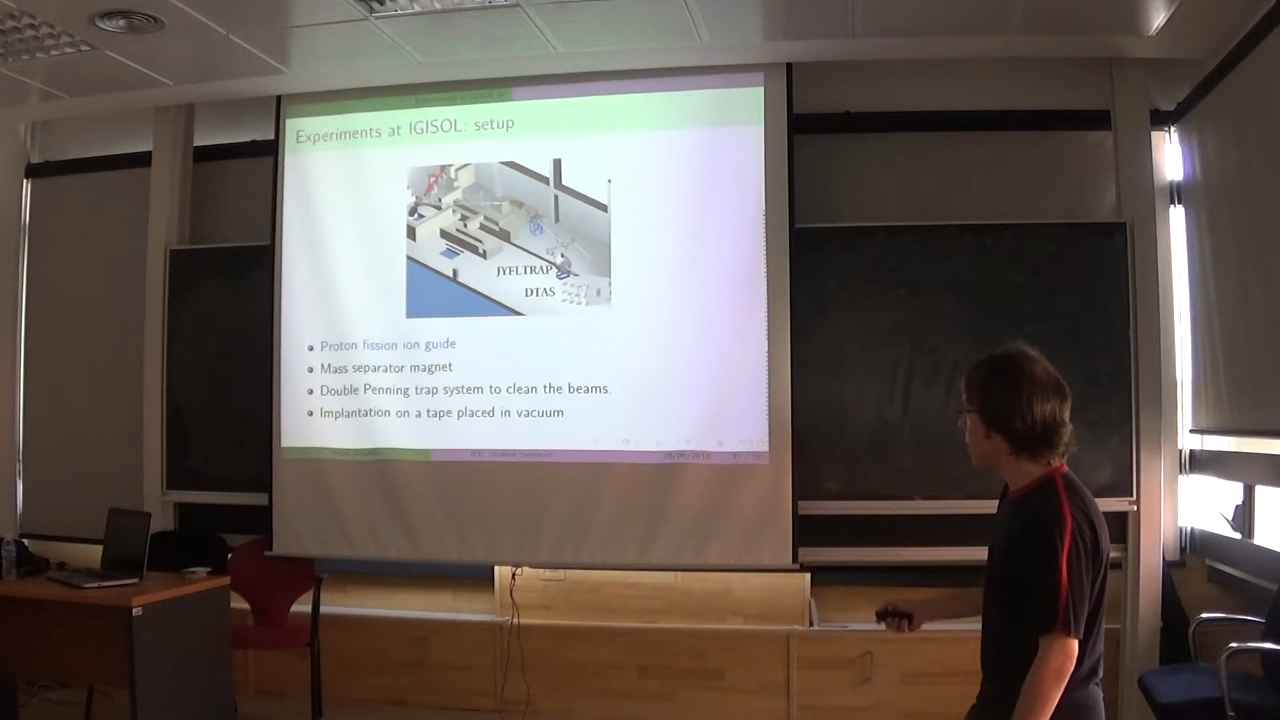 Experiments at IGISOL: setup
JYFLTRAP
DTAS
Proton fission ion guide
Mass separator magnet
Double Penning trap system to clean the beams.
Implantation on a tape placed in vacuum
28/09/2016